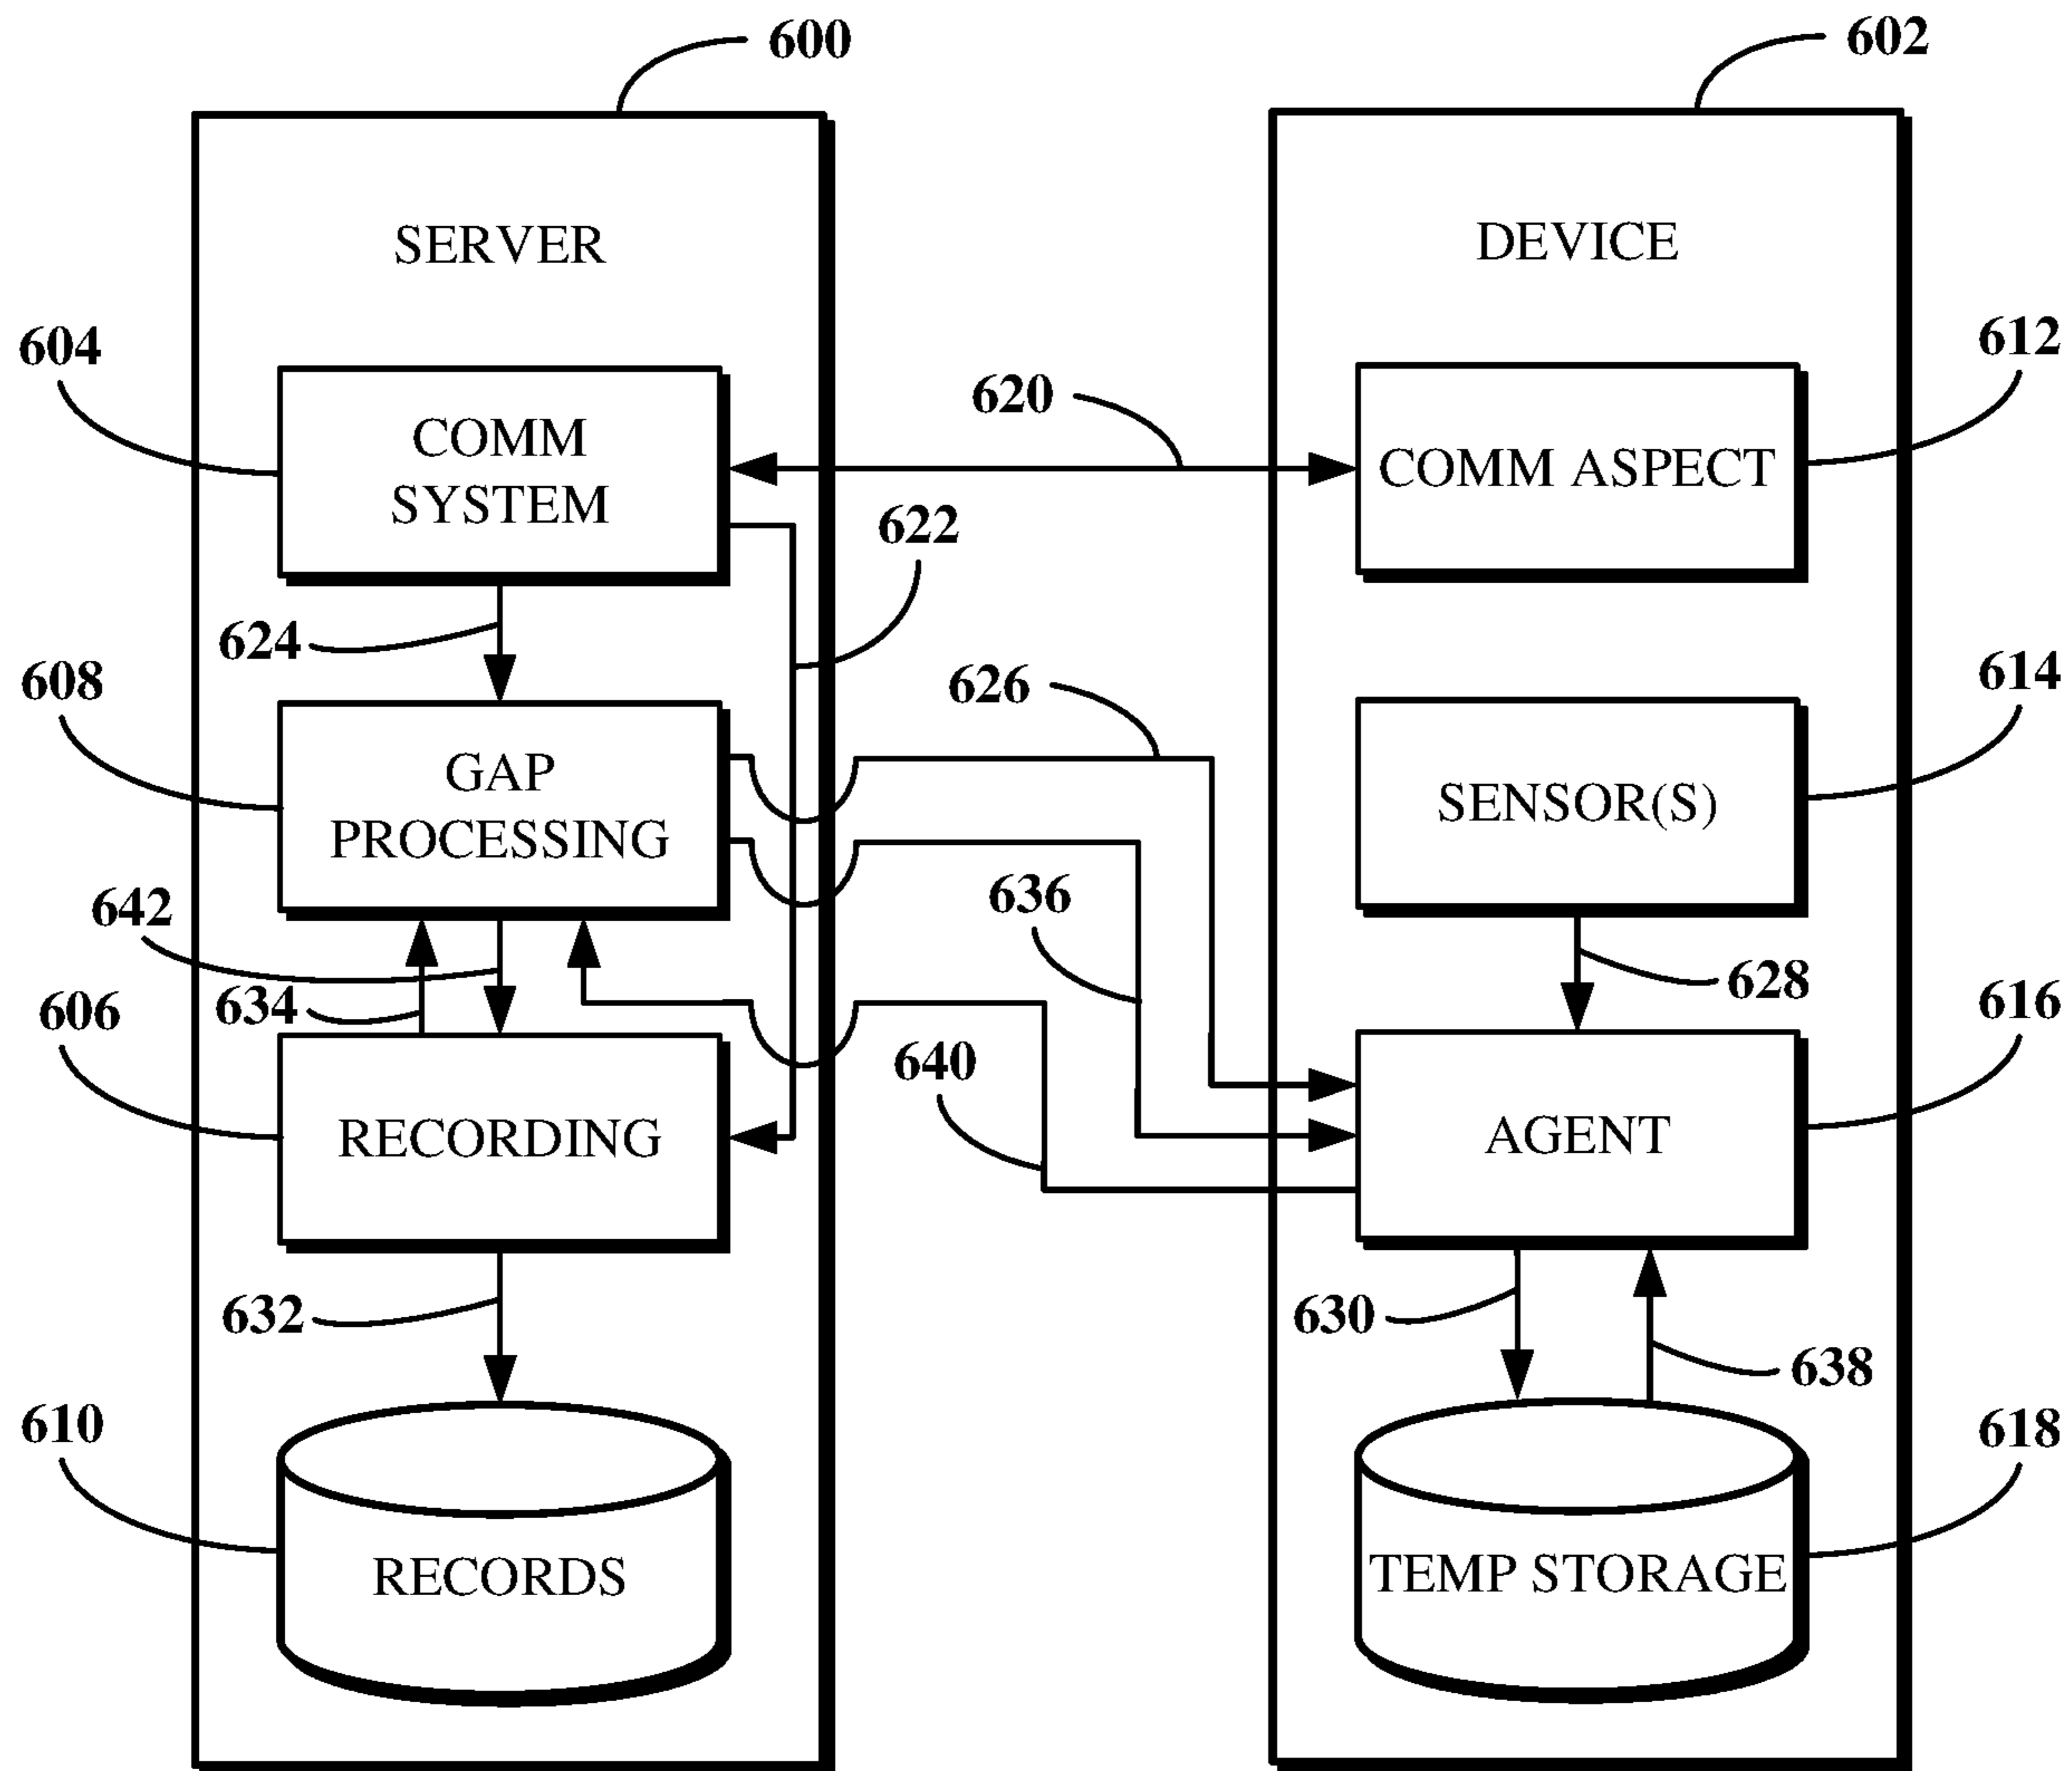 600
602
SERVER
DEVICE
604
612
620
COMM
SYSTEM
COMM ASPECT
622
624
608
614
626
GAP
PROCESSING
SENSOR(S)
642
636
628
634
606
616
640
RECORDING
AGENT
632
630
638
610
618
RECORDS
TEMP STORAGE